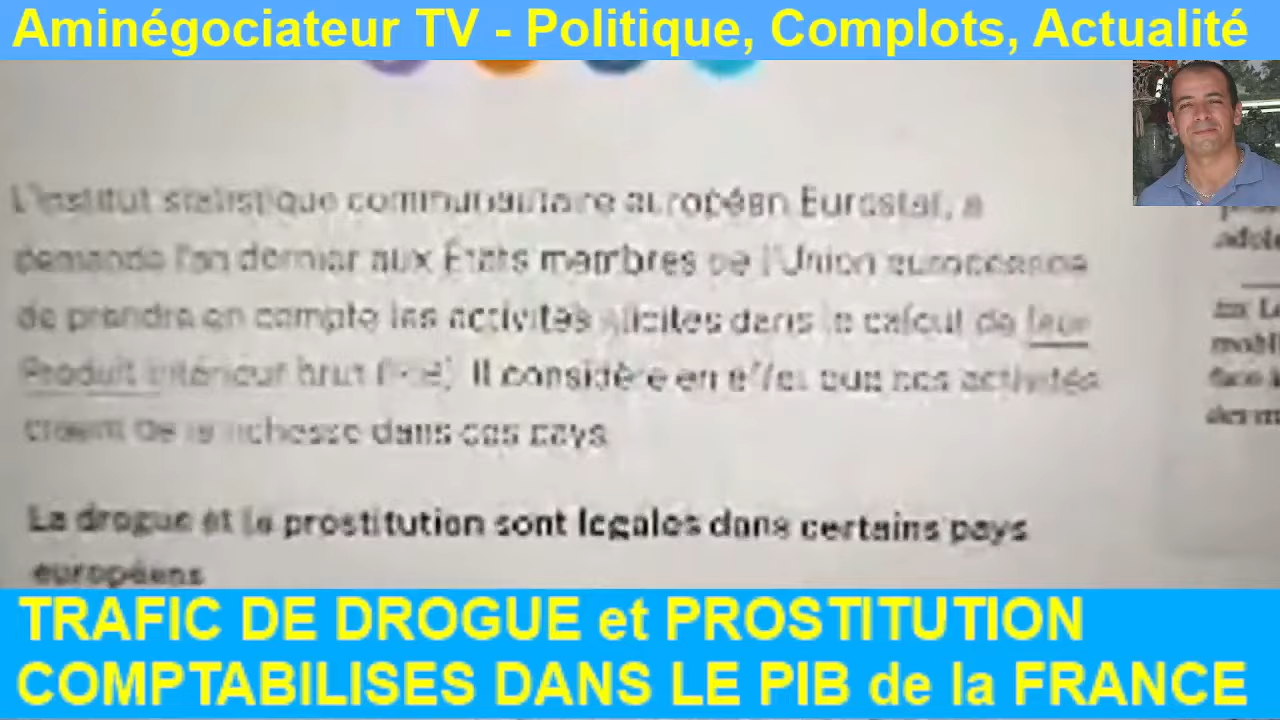 Aminégociateur TV - Politique, Complots, Actualité
L'institut statistique communautaire européen Eurostat, a
demandé l'an dernier aux États membres de l'Union européenne
de prendre en compte les activités illicites dans le calcul de leur
Produit intérieur brut (PIB). Il considère en effet que ces activités
créent de la richesse dans ces pays
La drogue et la prostitution sont légales dans certains pays
européens
mobil
TRAFIC DE DROGUE et PROSTITUTION
COMPTABILISES DANS LE PIB de la FRANCE